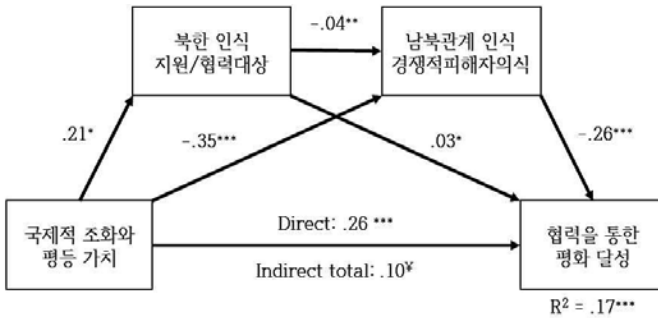 -.04**
북한 인식
지원/협력대상
남북관계 인식
경쟁적피해자의식
.21*
-.35***
.03*
-.26***
국제적 조화와
평등 가치
Direct: .26 ***
Indirect total: .10¥
협력을 통한
평화 달성
R² = .17***